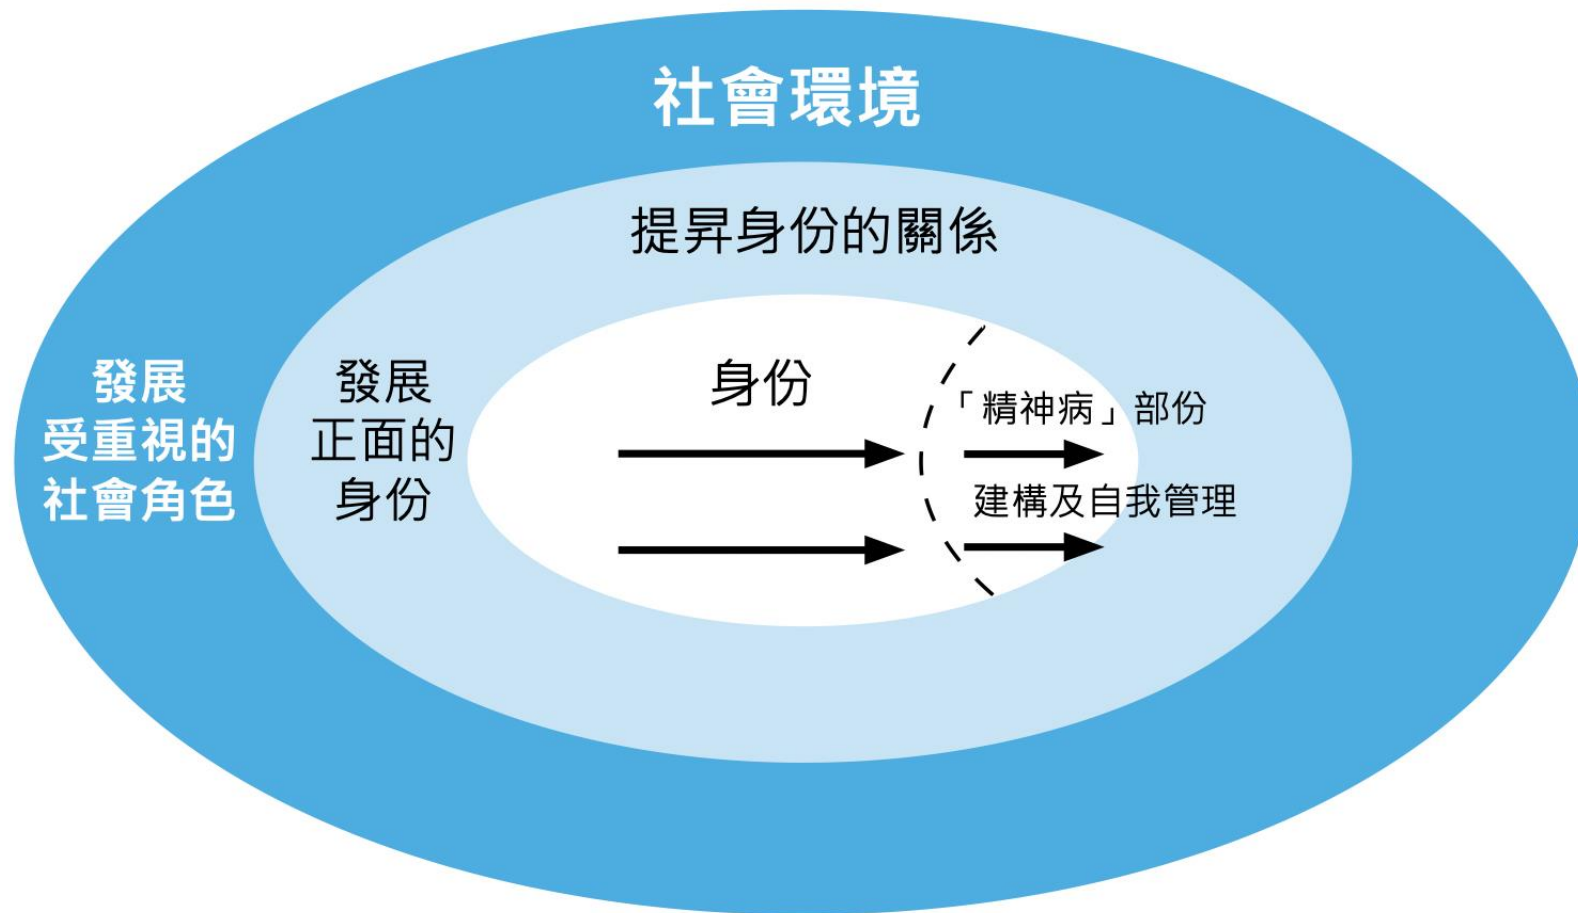 社會環境
提昇身份的關係
發展
受重視的
社會角色
發展
正面的
身份
身份
「精神病」部份
建構及自我管理